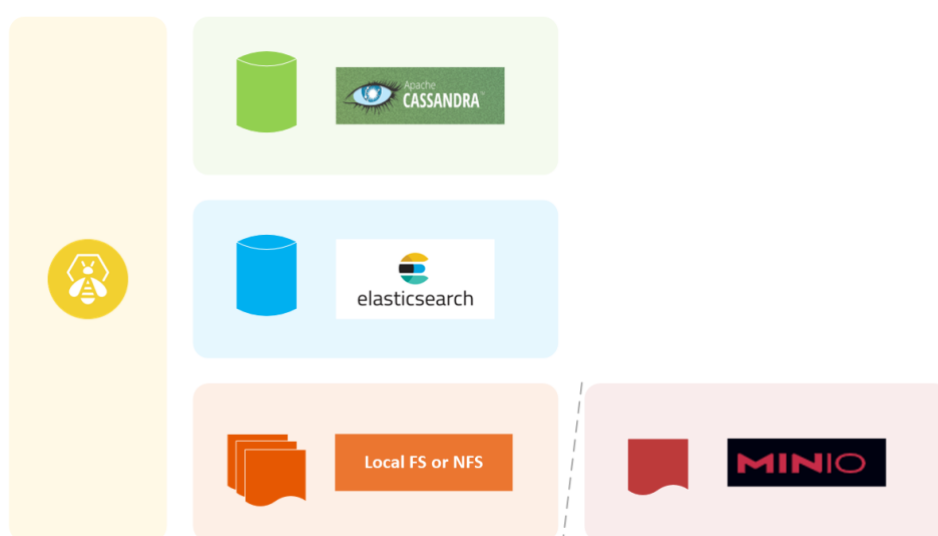 Apache
CASSANDRA
elasticsearch
Local FS or NFS
MINIO